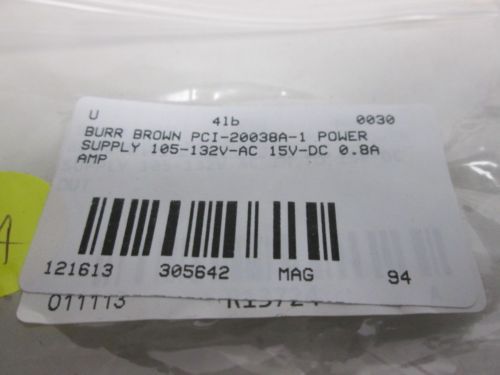 U 41b 0030
BURR BROWN PCI-20038A-1 POWER
SUPPLY 105-132V-AC 15V-DC 0.8A
AMP
121613 305642 MAG 94
011113